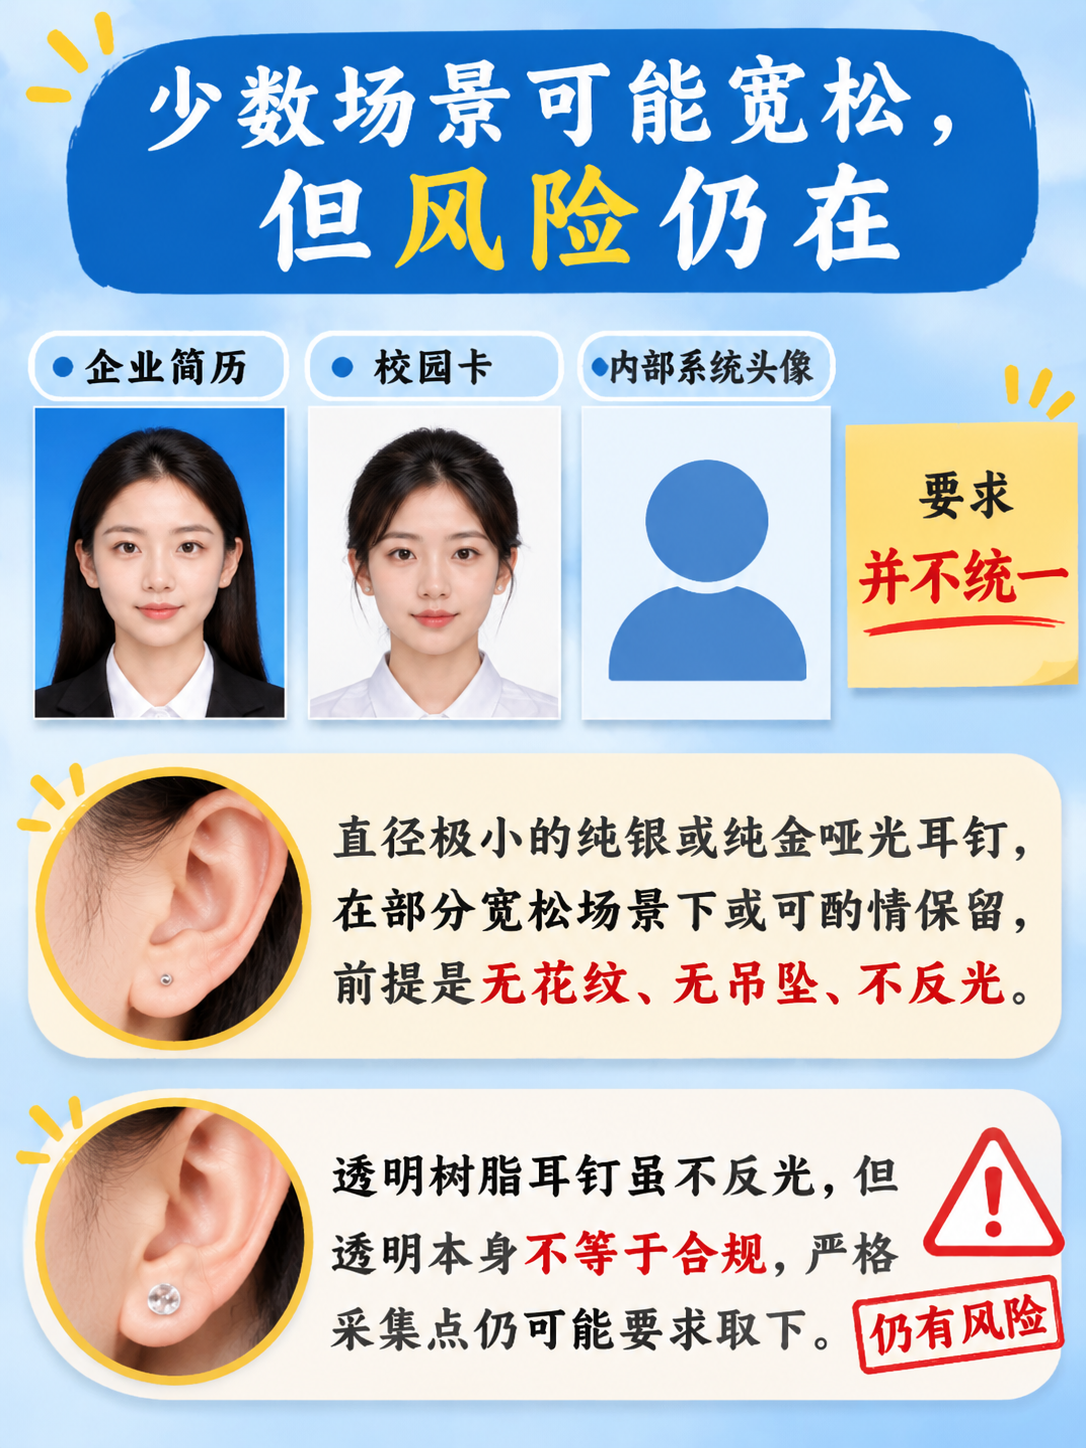 少数场景可能宽松，
但风险仍在
企业简历
校园卡
内部系统头像
要求
并不统一
直径极小的纯银或纯金哑光耳钉，
在部分宽松场景下或可酌情保留，
前提是无花纹、无吊坠、不反光。
透明树脂耳钉虽不反光，但
透明本身不等于合规，严格
采集点仍可能要求取下。
仍有风险